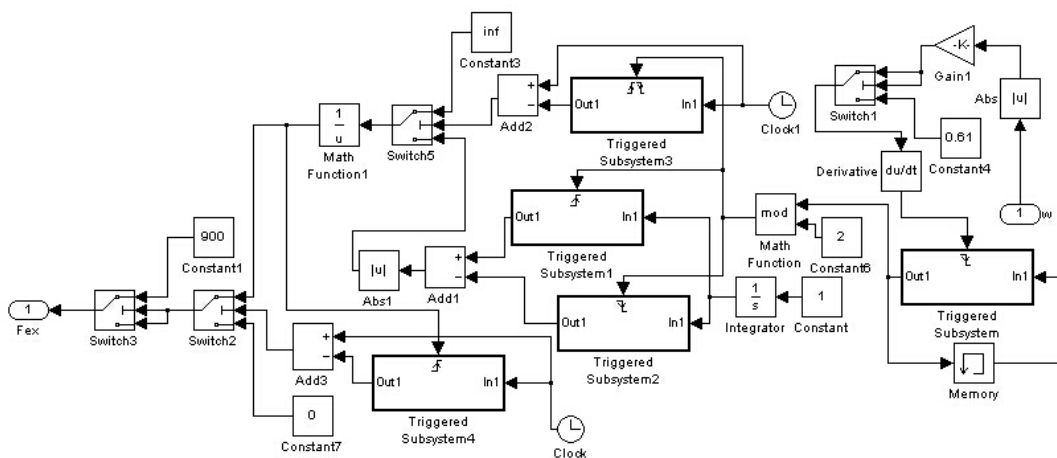 inf
Constant3
1
u
Math
Function1
Switch5
+
−
Add2
Out1
In1
Triggered
Subsystem3
Clock1
-K-
Gain1
Abs
|u|
Switch1
0.61
Constant4
Derivative
du/dt
1
w
Out1
In1
Triggered
Subsystem1
mod
Math
Function
2
Constant6
Out1
In1
Triggered
Subsystem
900
Constant1
|u|
Abs1
+
−
Add1
Out1
In1
Triggered
Subsystem2
1
s
Integrator
1
Constant
1
Fex
Switch3
Switch2
+
−
Add3
Out1
In1
Triggered
Subsystem4
Memory
0
Constant7
Clock